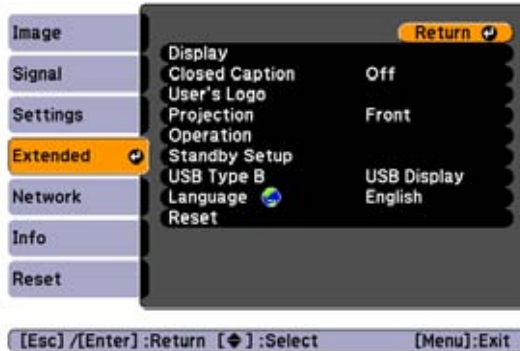 Image
Signal
Settings
Extended
Network
Info
Reset
Return
Display
Closed Caption Off
User's Logo
Projection Front
Operation
Standby Setup
USB Type B USB Display
Language English
Reset
[Esc] /[Enter] :Return [◆] :Select [Menu]:Exit